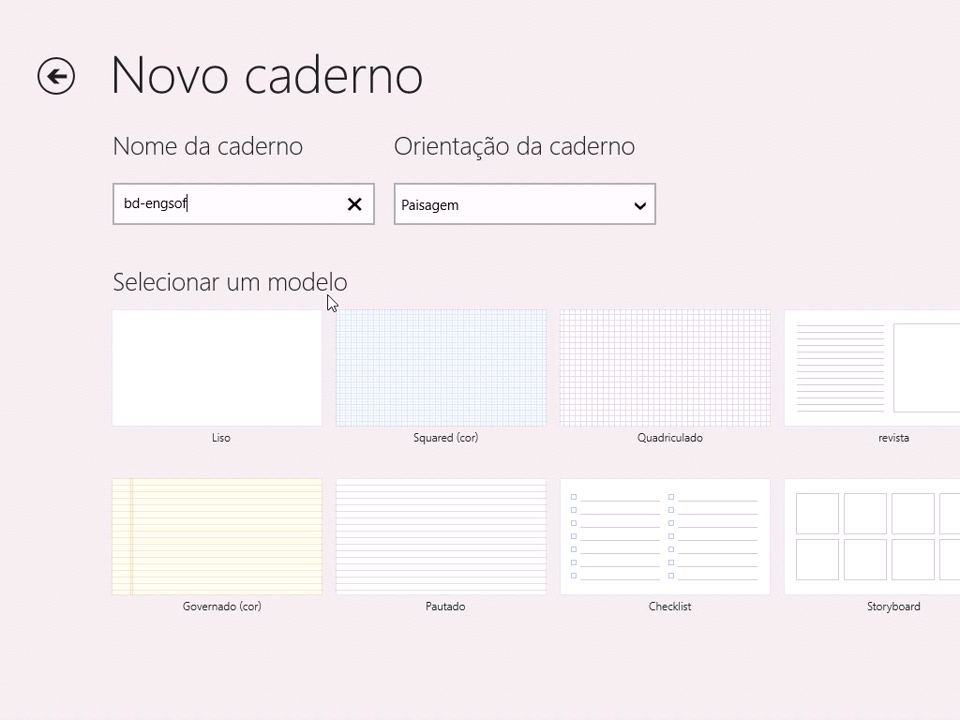 Novo caderno
Nome da caderno
Orientação da caderno
bd-engsof
Paisagem
Selecionar um modelo
Liso
Squared (cor)
Quadriculado
revista
Governado (cor)
Pautado
Checklist
Storyboard